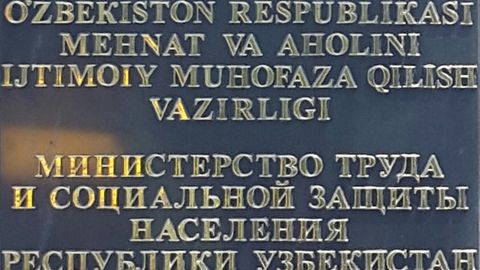 O'ZBEKISTON RESPUBLIKASI
MEHNAT VA AHOLINI
IJTIMOIY MUHOFAZA QILISH
VAZIRLIGI
МИНИСТЕРСТВО ТРУДА
И СОЦИАЛЬНОЙ ЗАЩИТЫ
НАСЕЛЕНИЯ
РЕСПУБЛИКИ УЗБЕКИСТАН